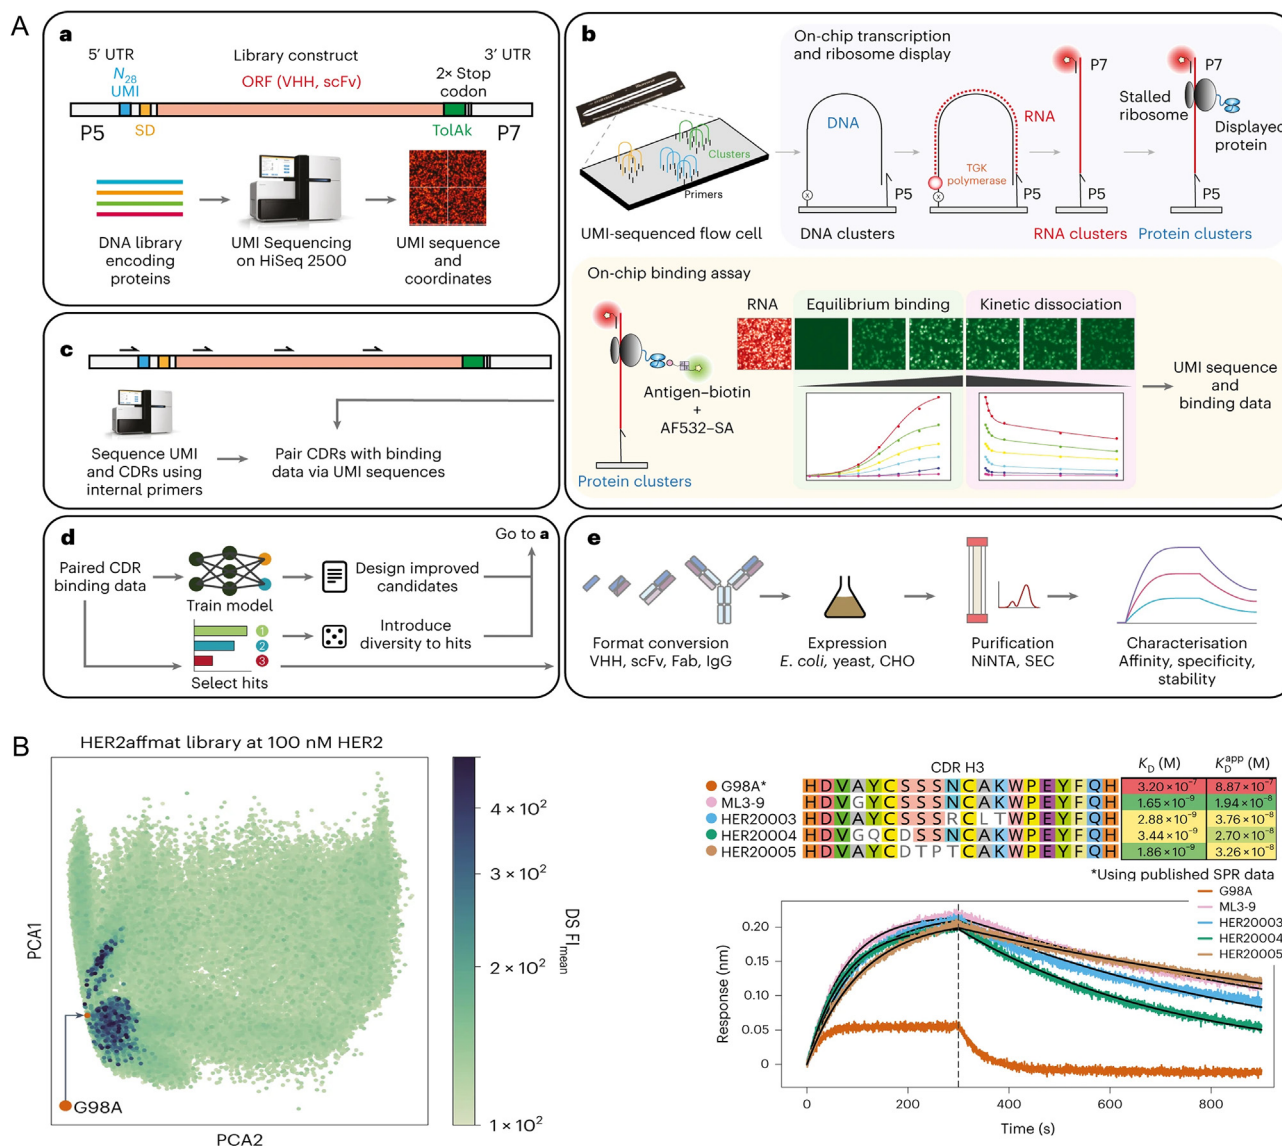 A
a
5′ UTR
Library construct
3′ UTR
N28
UMI
ORF (VHH, scFv)
2× Stop
codon
P5
SD
TolAk
P7
DNA library
encoding
proteins
UMI Sequencing
on HiSeq 2500
UMI sequence
and
coordinates
b
On-chip transcription
and ribosome display
Clusters
Primers
UMI-sequenced flow cell
DNA
X
P5
DNA clusters
RNA
TGK
polymerase
X
P5
P7
P5
RNA clusters
P7
Stalled
ribosome
Displayed
protein
P5
Protein clusters
On-chip binding assay
RNA
Equilibrium binding
Kinetic dissociation
Antigen–biotin
+
AF532–SA
Protein clusters
UMI sequence
and
binding data
c
Sequence UMI
and CDRs using
internal primers
Pair CDRs with binding
data via UMI sequences
d
Go to a
Paired CDR
binding data
Train model
Design improved
candidates
1
2
3
Select hits
Introduce
diversity to hits
e
Format conversion
VHH, scFv, Fab, IgG
Expression
E. coli, yeast, CHO
Purification
NiNTA, SEC
Characterisation
Affinity, specificity,
stability
B
HER2affmat library at 100 nM HER2
PCA1
PCA2
G98A
4 × 10²
3 × 10²
2 × 10²
1 × 10²
DS FI mean
CDR H3
K_D (M)
K_D^app (M)
G98A* HDVAYCSSSNCAKWPEYFQH 3.20 × 10⁻⁷ 8.87 × 10⁻⁷
ML3-9 HDVGYCSSSNCAKWPEYFQH 1.65 × 10⁻⁹ 1.94 × 10⁻⁸
HER20003 HDVAYCSSSRCLTWPEYFQH 2.88 × 10⁻⁹ 3.76 × 10⁻⁸
HER20004 HDVGQCDSSNCAKWPEYFQH 3.44 × 10⁻⁹ 2.70 × 10⁻⁸
HER20005 HDVAYCDTPTCAKWPEYFQH 1.86 × 10⁻⁹ 3.26 × 10⁻⁸
*Using published SPR data
G98A
ML3-9
HER20003
HER20004
HER20005
Response (nm)
0.20
0.15
0.10
0.05
0
0
200
400
600
800
Time (s)